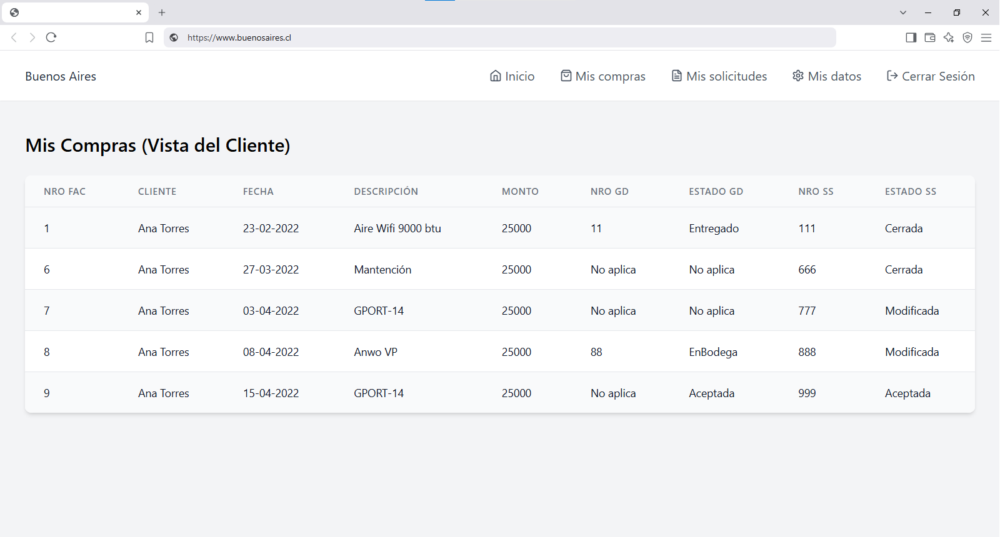 https://www.buenosaires.cl
Buenos Aires Inicio Mis compras Mis solicitudes Mis datos Cerrar Sesión
Mis Compras (Vista del Cliente)
NRO FAC CLIENTE FECHA DESCRIPCIÓN MONTO NRO GD ESTADO GD NRO SS ESTADO SS
1 Ana Torres 23-02-2022 Aire Wifi 9000 btu 25000 11 Entregado 111 Cerrada
6 Ana Torres 27-03-2022 Mantención 25000 No aplica No aplica 666 Cerrada
7 Ana Torres 03-04-2022 GPORT-14 25000 No aplica No aplica 777 Modificada
8 Ana Torres 08-04-2022 Anwo VP 25000 88 EnBodega 888 Modificada
9 Ana Torres 15-04-2022 GPORT-14 25000 No aplica Aceptada 999 Aceptada